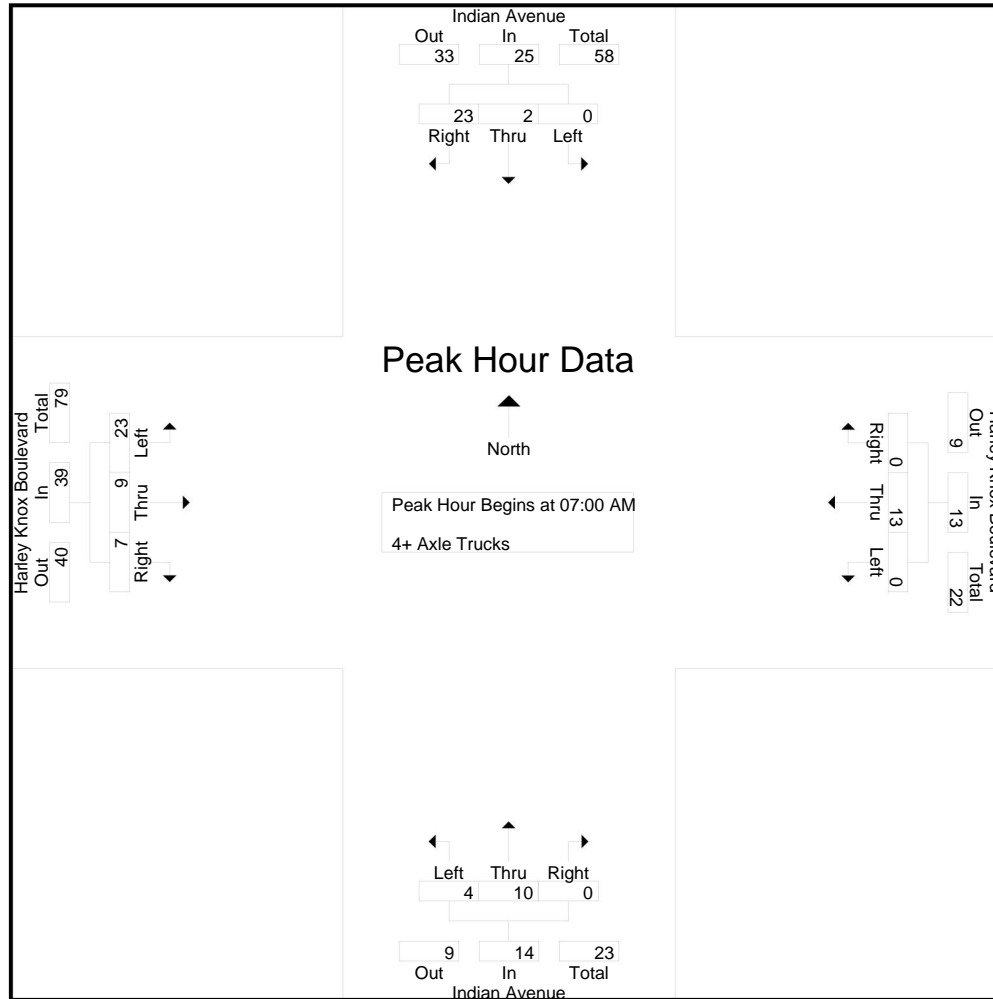 Indian Avenue
Out In Total
33 25 58
23 2 0
Right Thru Left
Peak Hour Data
North
Peak Hour Begins at 07:00 AM
4+ Axle Trucks
Harley Knox Boulevard
Total In Out
79 39 40
23 9 7
Left Thru Right
Right Thru Left
0 13 0
Out In Total
9 13 22
Harley Knox Boulevard
Left Thru Right
4 10 0
9 14 23
Out In Total
Indian Avenue